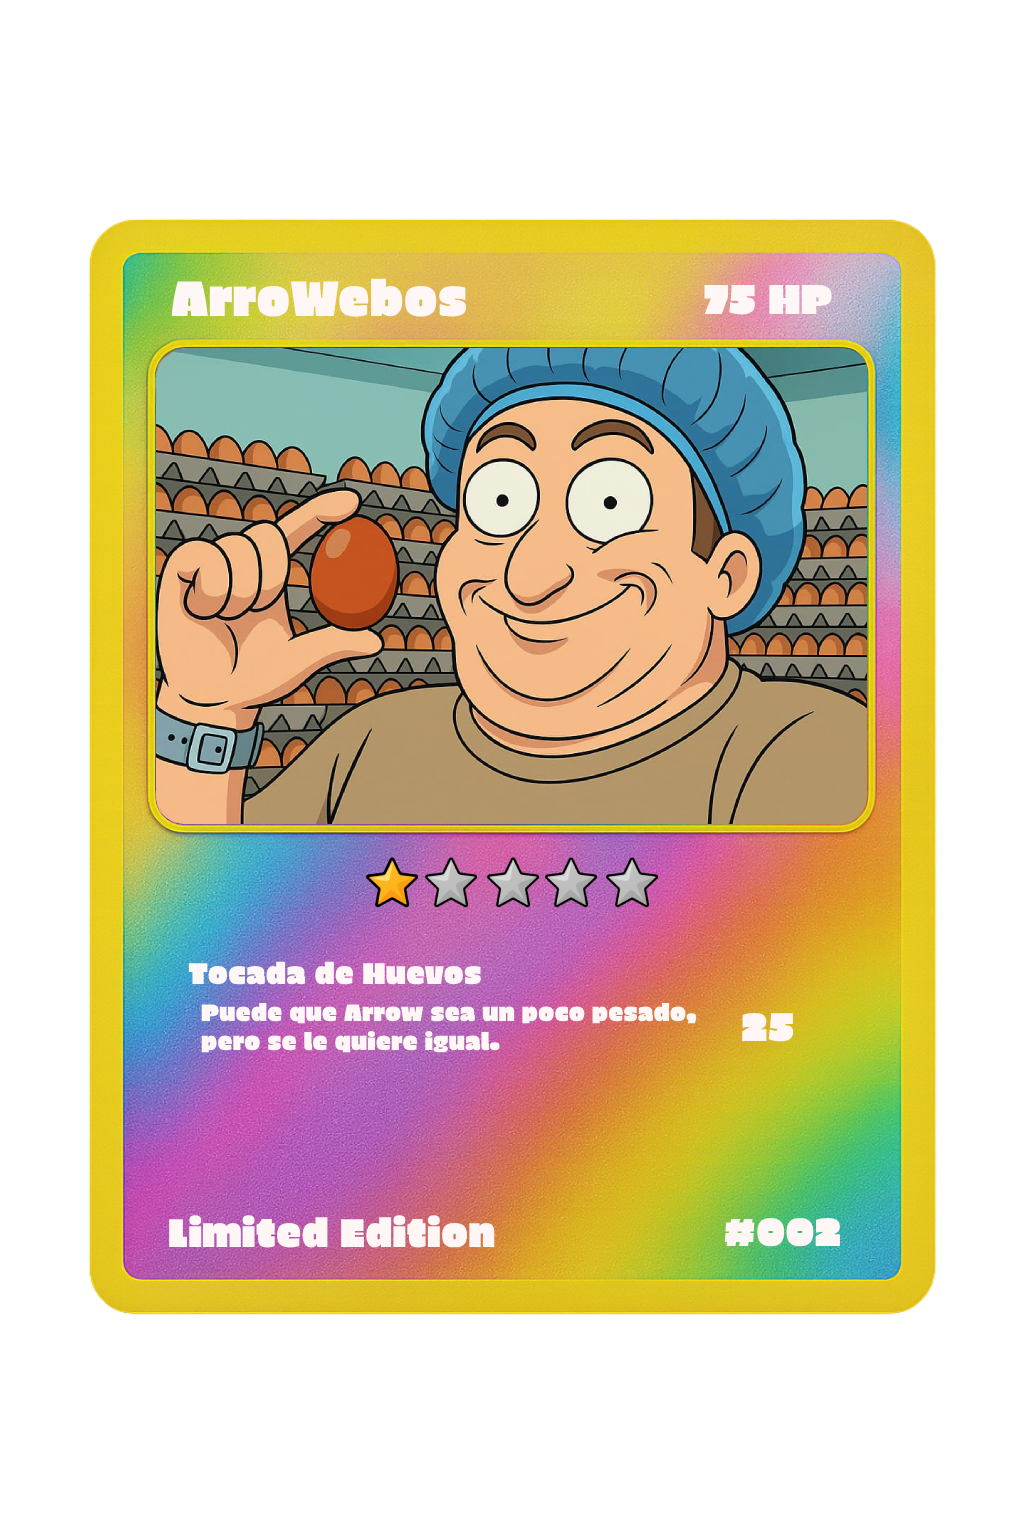 ArroWebos
75 HP
Tocada de Huevos
Puede que Arrow sea un poco pesado,
pero se le quiere igual.
25
Limited Edition
#002